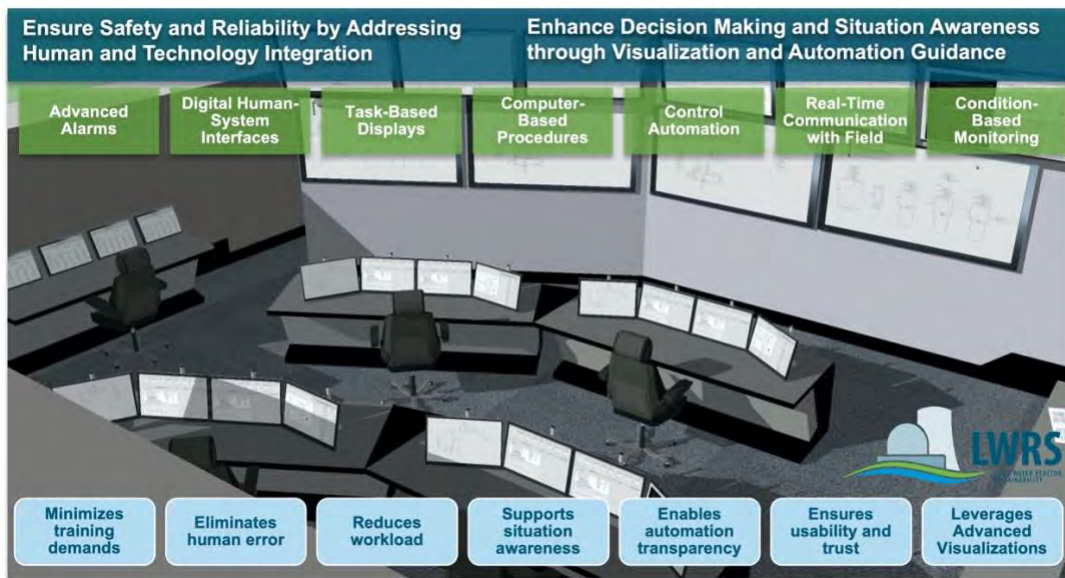 Ensure Safety and Reliability by Addressing
Human and Technology Integration
Enhance Decision Making and Situation Awareness
through Visualization and Automation Guidance
Advanced
Alarms
Digital Human-
System
Interfaces
Task-Based
Displays
Computer-
Based
Procedures
Control
Automation
Real-Time
Communication
with Field
Condition-
Based
Monitoring
LWRS
WATER REACTOR
Minimizes
training
demands
Eliminates
human error
Reduces
workload
Supports
situation
awareness
Enables
automation
transparency
Ensures
usability and
trust
Leverages
Advanced
Visualizations